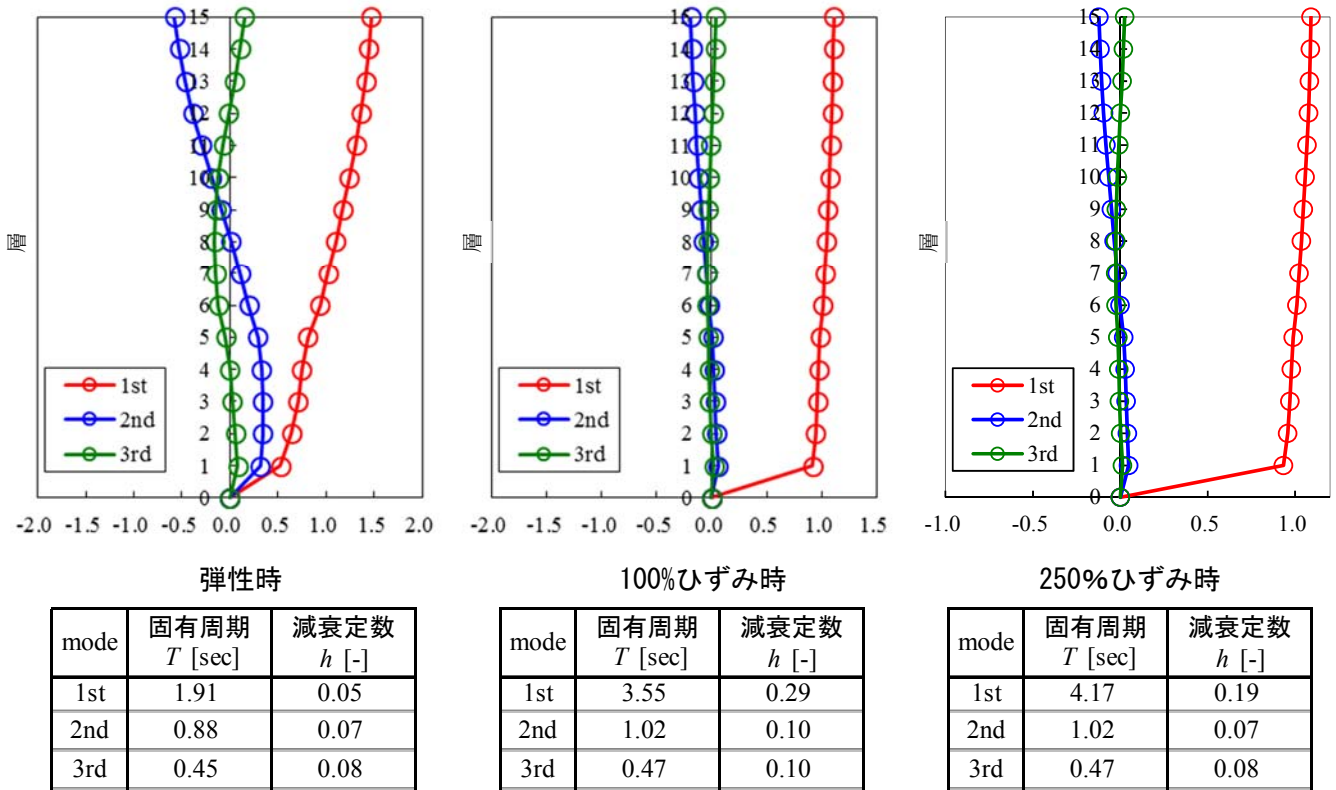 15
14
13
12
11
10
9
8
7
6
5
4
3
2
1
0
層
1st
2nd
3rd
-2.0 -1.5 -1.0 -0.5 0.0 0.5 1.0 1.5 2.0
弾性時
mode 固有周期 T [sec] 減衰定数 h [-]
1st 1.91 0.05
2nd 0.88 0.07
3rd 0.45 0.08
15
14
13
12
11
10
9
8
7
6
5
4
3
2
1
0
層
1st
2nd
3rd
-2.0 -1.5 -1.0 -0.5 0.0 0.5 1.0 1.5
100%ひずみ時
mode 固有周期 T [sec] 減衰定数 h [-]
1st 3.55 0.29
2nd 1.02 0.10
3rd 0.47 0.10
15
14
13
12
11
10
9
8
7
6
5
4
3
2
1
0
層
1st
2nd
3rd
-1.0 -0.5 0.0 0.5 1.0
250%ひずみ時
mode 固有周期 T [sec] 減衰定数 h [-]
1st 4.17 0.19
2nd 1.02 0.07
3rd 0.47 0.08